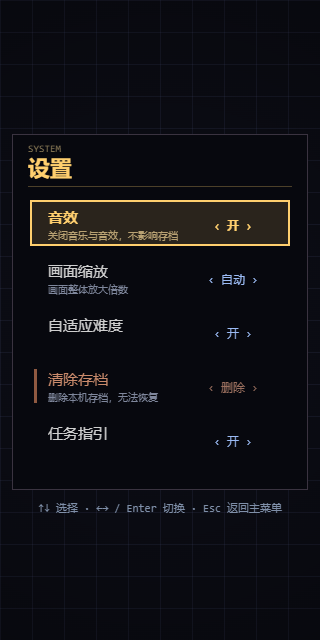 SYSTEM
设置
音效
关闭音乐与音效，不影响存档
‹ 开 ›
画面缩放
画面整体放大倍数
‹ 自动 ›
自适应难度
‹ 开 ›
清除存档
删除本机存档，无法恢复
‹ 删除 ›
任务指引
‹ 开 ›
↑↓ 选择 · ←→ / Enter 切换 · Esc 返回主菜单